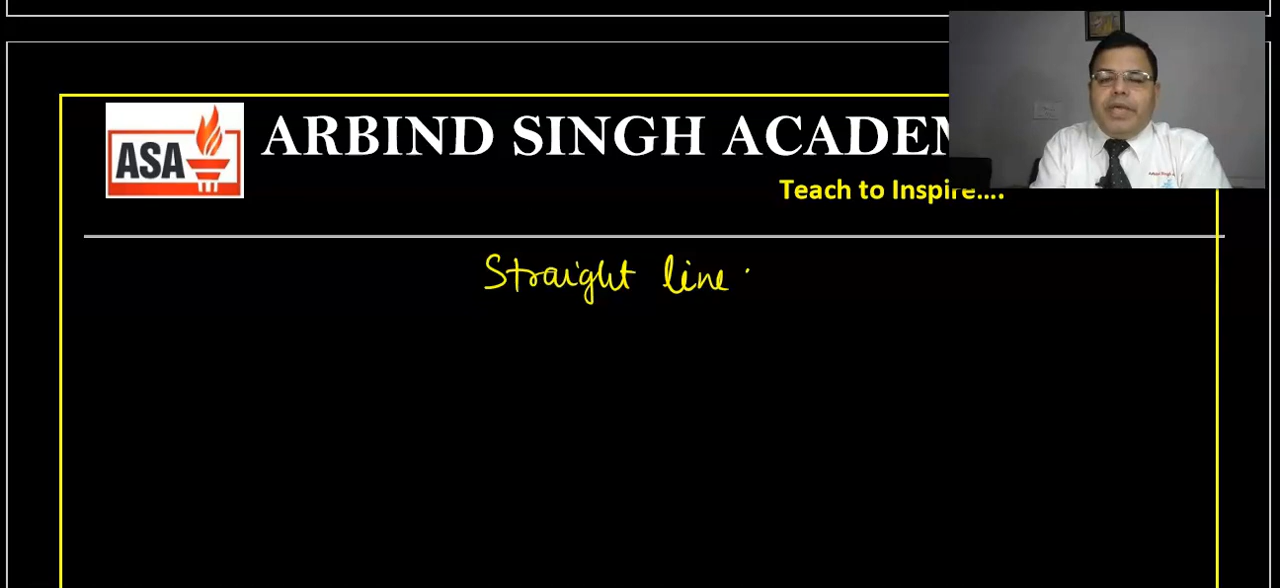 ASA
ARBIND SINGH ACADEM
Teach to Inspire....
Straight line